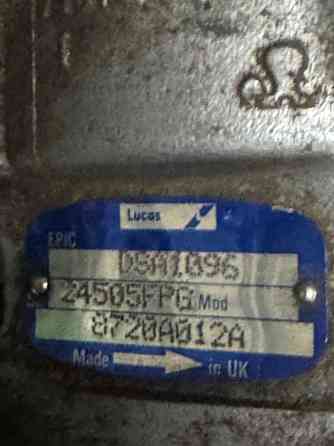 Lucas
EPIC
DSA1096
24505FPG Mod
8720A012A
Made in UK